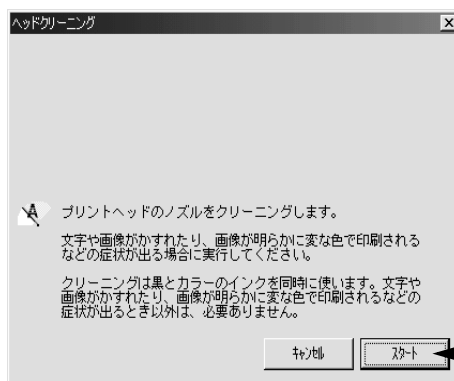 ヘッドクリーニング
プリントヘッドのノズルをクリーニングします。
文字や画像がかすれたり、画像が明らかに変な色で印刷される
などの症状が出る場合に実行してください。
クリーニングは黒とカラーのインクを同時に使います。文字や
画像がかすれたり、画像が明らかに変な色で印刷されるなどの
症状が出るとき以外は、必要ありません。
キャンセル スタート